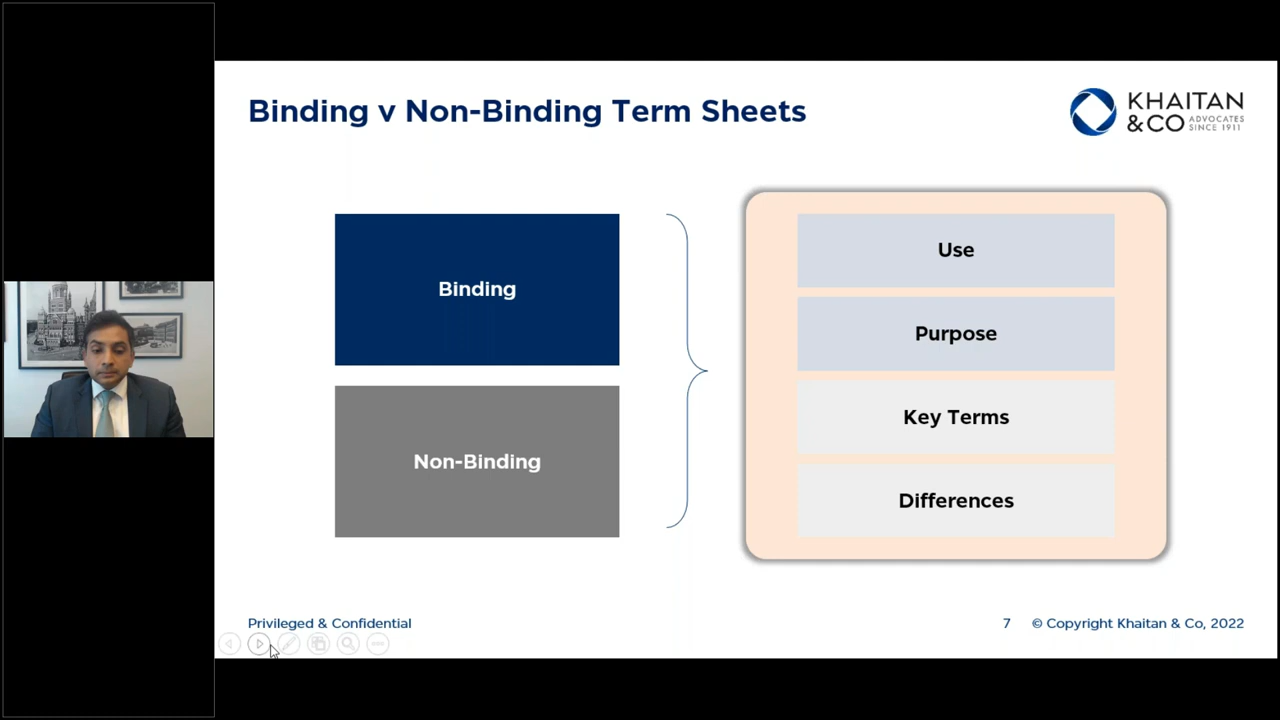 Binding v Non-Binding Term Sheets
KHAITAN
&CO ADVOCATES
SINCE 1911
Binding
Non-Binding
Use
Purpose
Key Terms
Differences
Privileged & Confidential
7
© Copyright Khaitan & Co, 2022